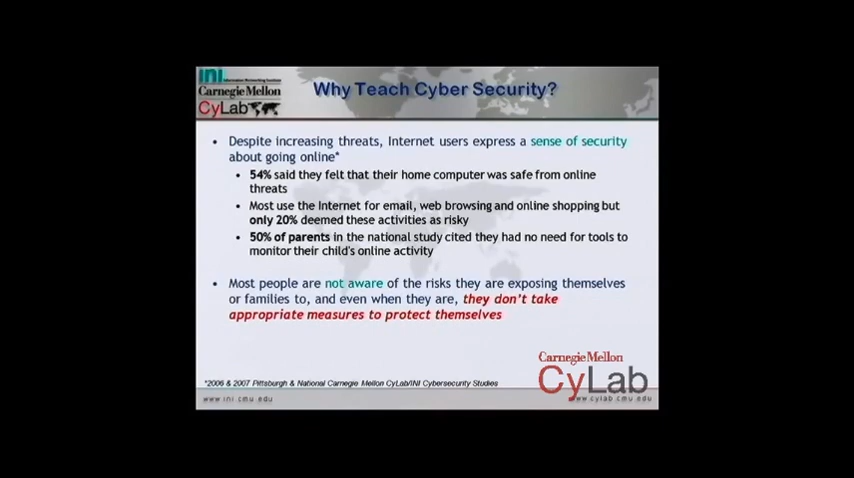 INI Information Networking Institute
Carnegie Mellon
CyLab
Why Teach Cyber Security?
• Despite increasing threats, Internet users express a sense of security
about going online*
• 54% said they felt that their home computer was safe from online
threats
• Most use the Internet for email, web browsing and online shopping but
only 20% deemed these activities as risky
• 50% of parents in the national study cited they had no need for tools to
monitor their child's online activity
• Most people are not aware of the risks they are exposing themselves
or families to, and even when they are, they don't take
appropriate measures to protect themselves
Carnegie Mellon
CyLab
*2006 & 2007 Pittsburgh & National Carnegie Mellon CyLab/INI Cybersecurity Studies
www.ini.cmu.edu
www.cylab.cmu.edu